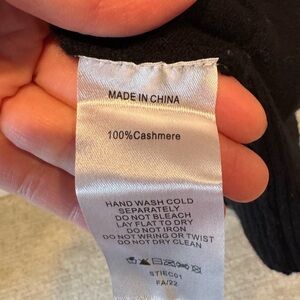 MADE IN CHINA
100%Cashmere
HAND WASH COLD
SEPARATELY
DO NOT BLEACH
LAY FLAT TO DRY
DO NOT IRON
DO NOT WRING OR TWIST
DO NOT DRY CLEAN
STIEC01
FA/22